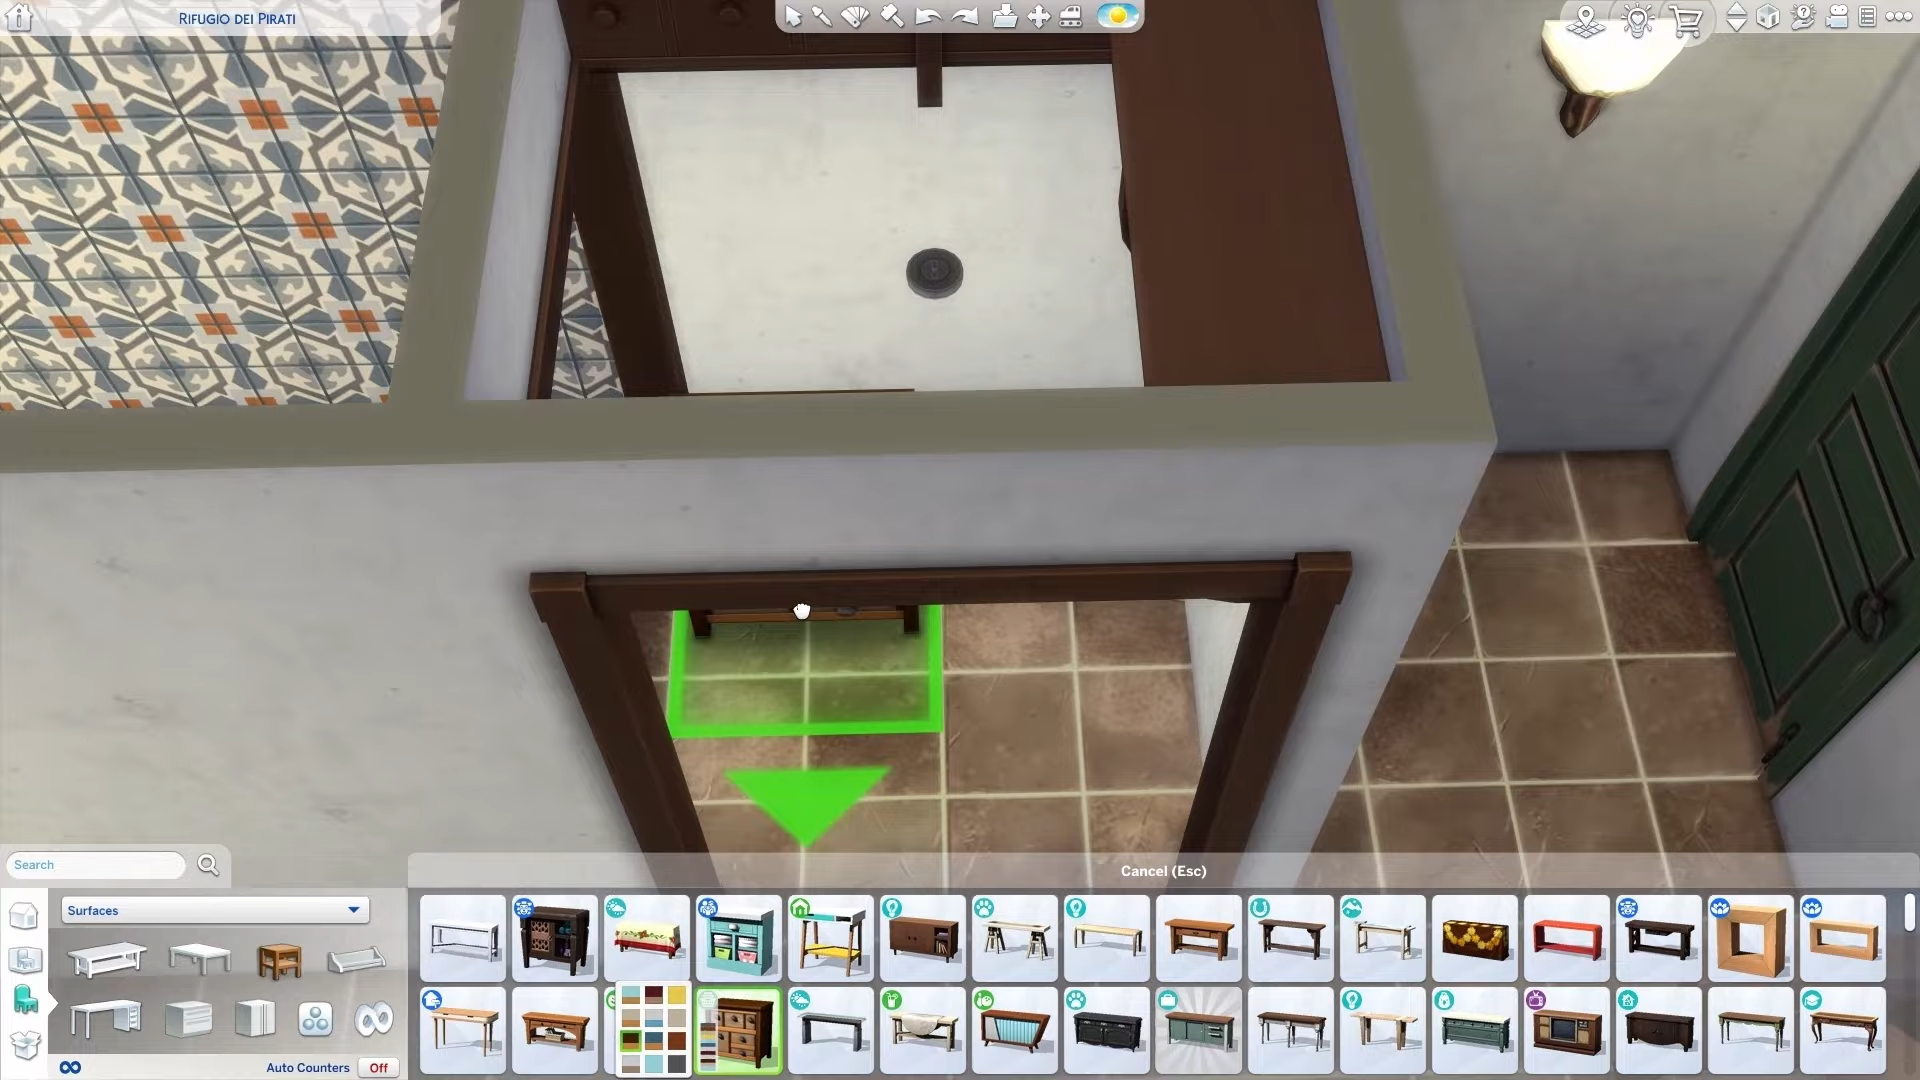 RIFUGIO DEI PIRATI
Search
Cancel (Esc)
Surfaces
Auto Counters
Off